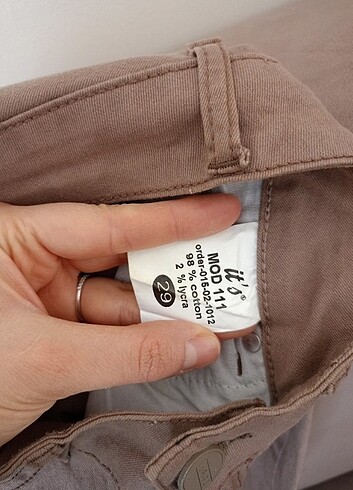 it's®
MOD 111
order-015-02-1012
98 % cotton
2 % lycra
29